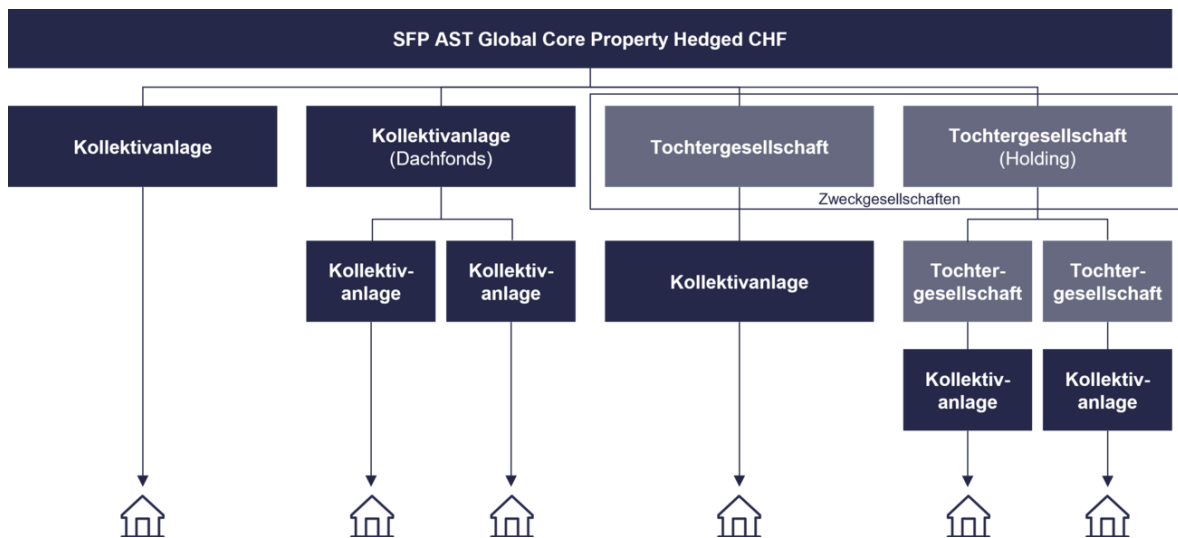 SFP AST Global Core Property Hedged CHF
Kollektivanlage
Kollektivanlage
(Dachfonds)
Tochtergesellschaft
Tochtergesellschaft
(Holding)
Zweckgesellschaften
Kollektiv-
anlage
Kollektiv-
anlage
Kollektivanlage
Tochter-
gesellschaft
Tochter-
gesellschaft
Kollektiv-
anlage
Kollektiv-
anlage